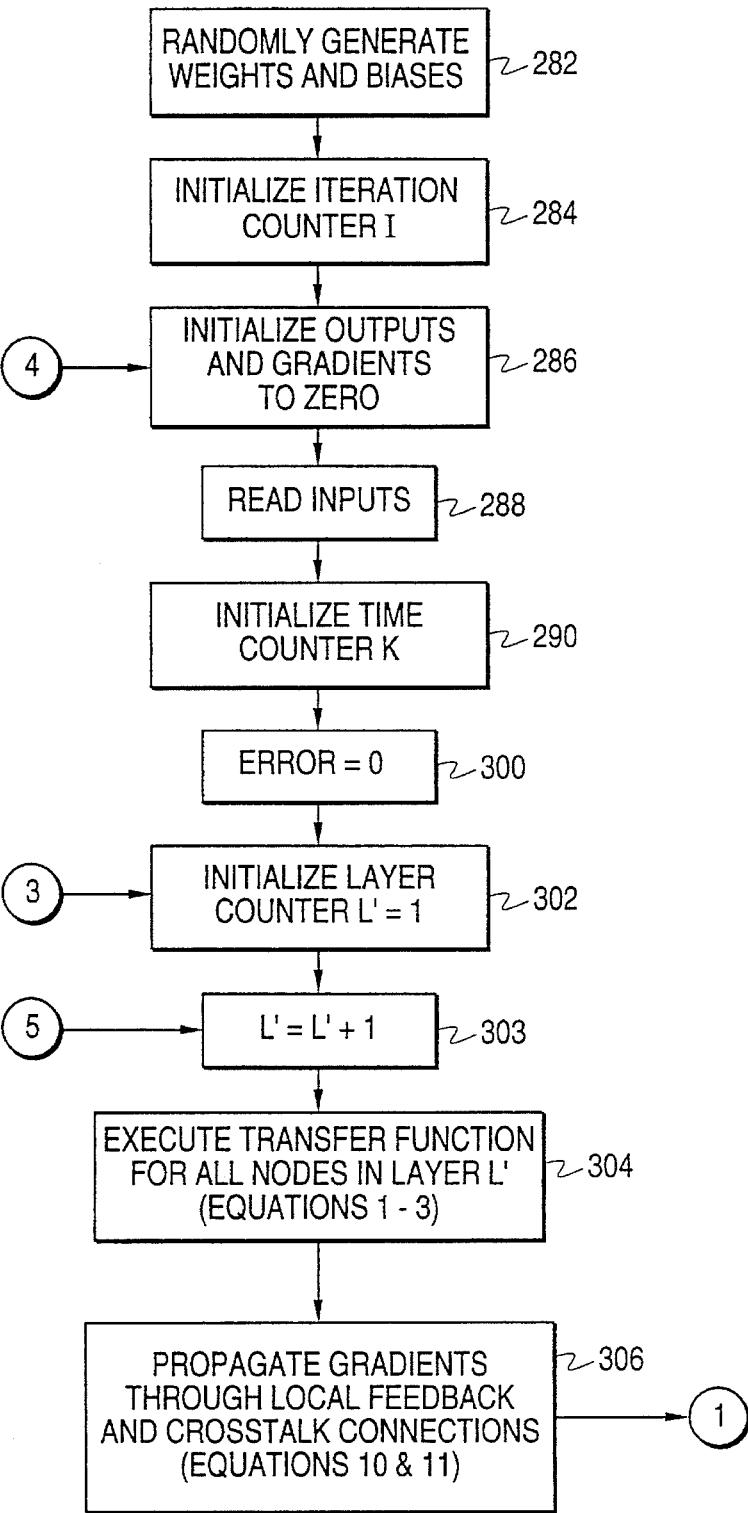 RANDOMLY GENERATE
WEIGHTS AND BIASES
282
INITIALIZE ITERATION
COUNTER I
284
4
INITIALIZE OUTPUTS
AND GRADIENTS
TO ZERO
286
READ INPUTS
288
INITIALIZE TIME
COUNTER K
290
ERROR = 0
300
3
INITIALIZE LAYER
COUNTER L' = 1
302
5
L' = L' + 1
303
EXECUTE TRANSFER FUNCTION
FOR ALL NODES IN LAYER L'
(EQUATIONS 1 - 3)
304
PROPAGATE GRADIENTS
THROUGH LOCAL FEEDBACK
AND CROSSTALK CONNECTIONS
(EQUATIONS 10 & 11)
306
1